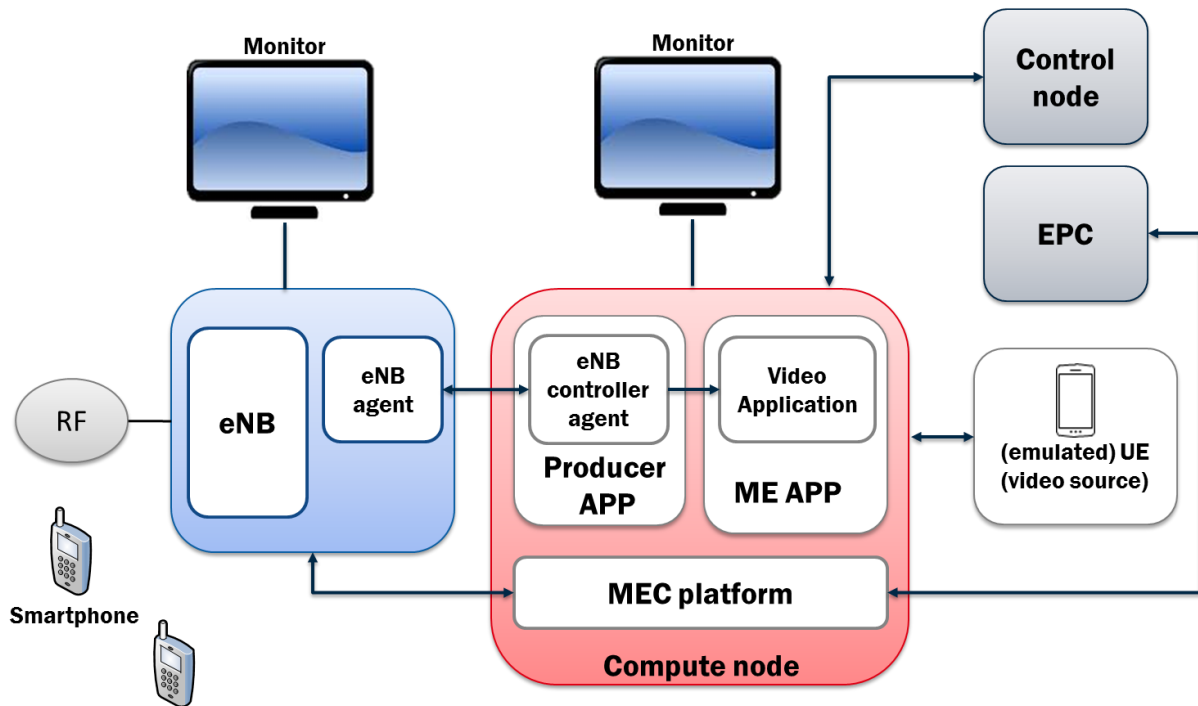 Monitor
Monitor
Control
node
EPC
RF
eNB
eNB
agent
eNB
controller
agent
Producer
APP
Video
Application
ME APP
(emulated) UE
(video source)
MEC platform
Compute node
Smartphone